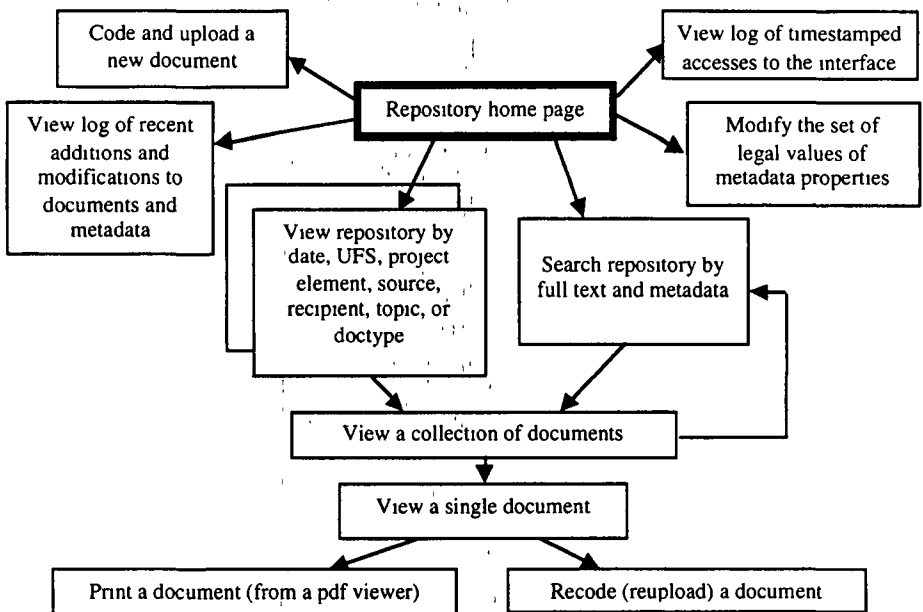 Code and upload a
new document
View log of timestamped
accesses to the interface
Repository home page
View log of recent
additions and
modifications to
documents and
metadata
Modify the set of
legal values of
metadata properties
View repository by
date, UFS, project
element, source,
recipient, topic, or
doctype
Search repository by
full text and metadata
View a collection of documents
View a single document
Print a document (from a pdf viewer)
Recode (reupload) a document